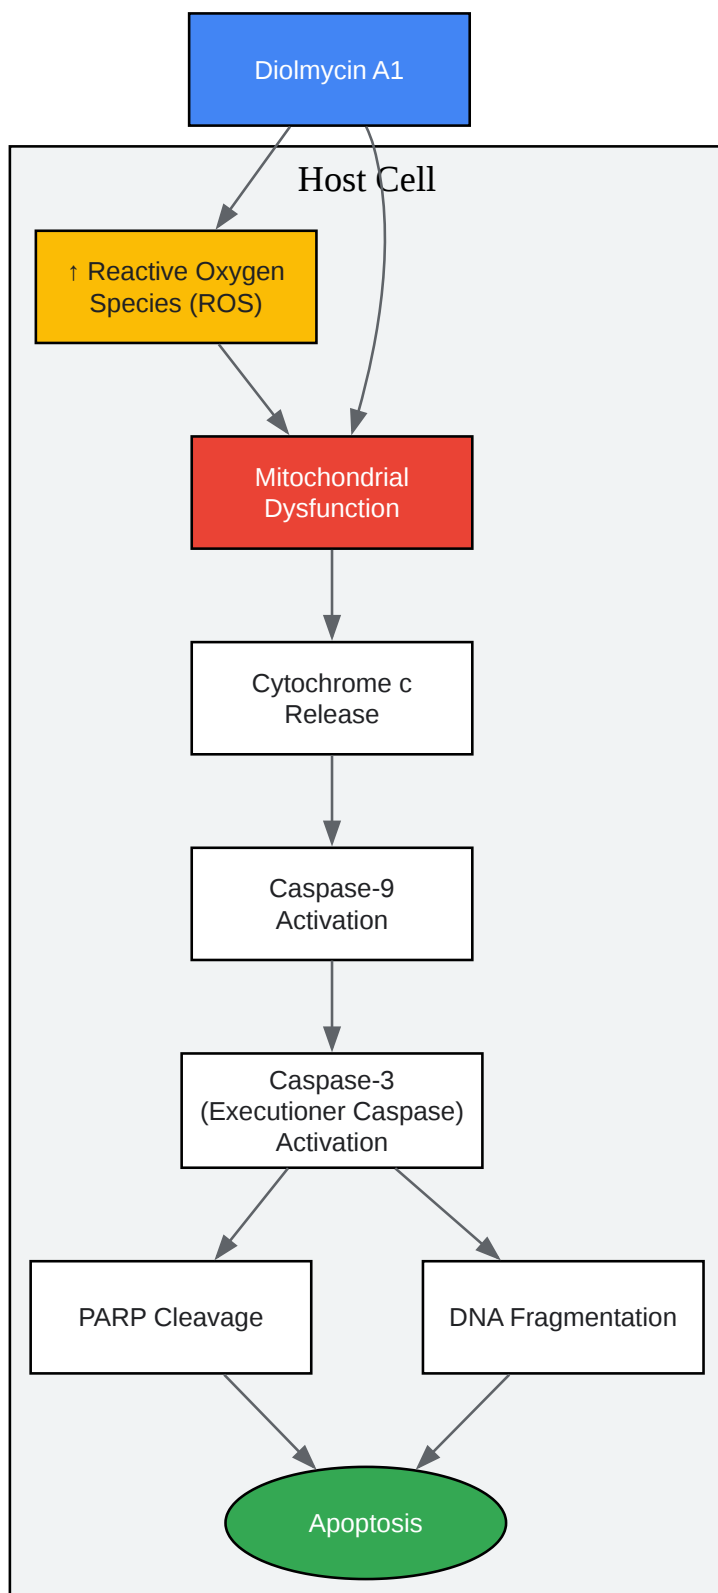 Diolmycin A1
Host Cell
↑ Reactive Oxygen
Species (ROS)
Mitochondrial
Dysfunction
Cytochrome c
Release
Caspase-9
Activation
Caspase-3
(Executioner Caspase)
Activation
PARP Cleavage
DNA Fragmentation
Apoptosis